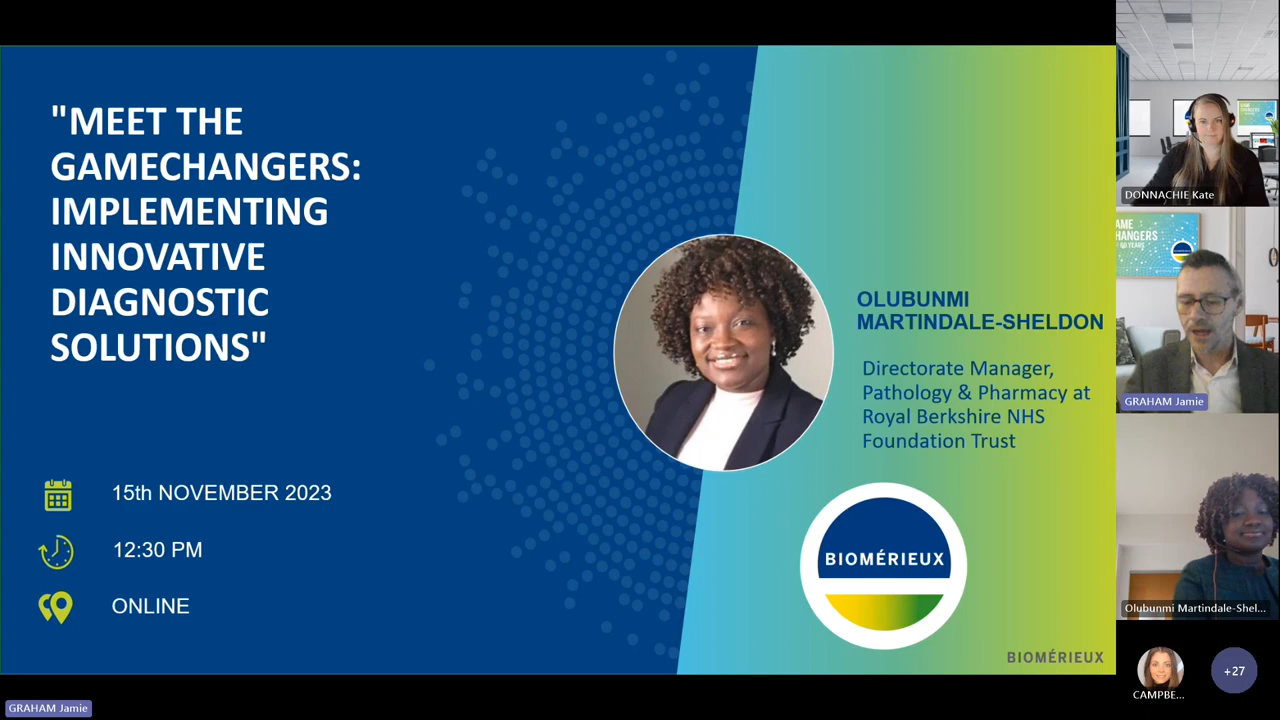 "MEET THE
GAMECHANGERS:
IMPLEMENTING
INNOVATIVE
DIAGNOSTIC
SOLUTIONS"
15th NOVEMBER 2023
12:30 PM
ONLINE
OLUBUNMI
MARTINDALE-SHELDON
Directorate Manager,
Pathology & Pharmacy at
Royal Berkshire NHS
Foundation Trust
BIOMÉRIEUX
BIOMÉRIEUX
DONNACHIE Kate
AME
HANGERS
GRAHAM Jamie
Olubunmi Martindale-Shel...
CAMPBE...
+27
GRAHAM Jamie